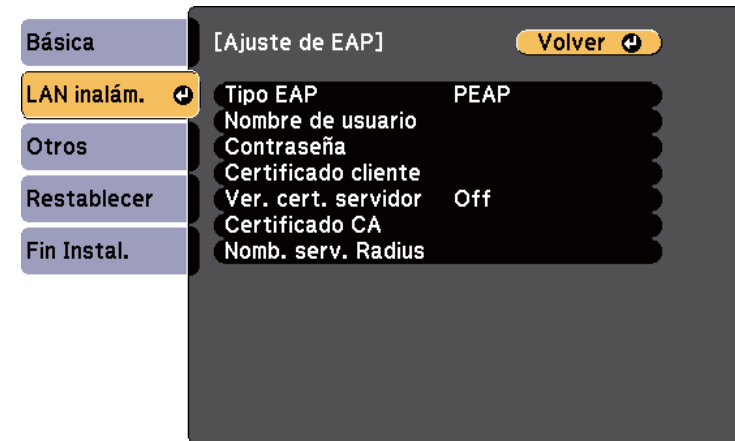 Básica
LAN inalám.
Otros
Restablecer
Fin Instal.
[Ajuste de EAP]
Volver
Tipo EAP PEAP
Nombre de usuario
Contraseña
Certificado cliente
Ver. cert. servidor Off
Certificado CA
Nomb. serv. Radius